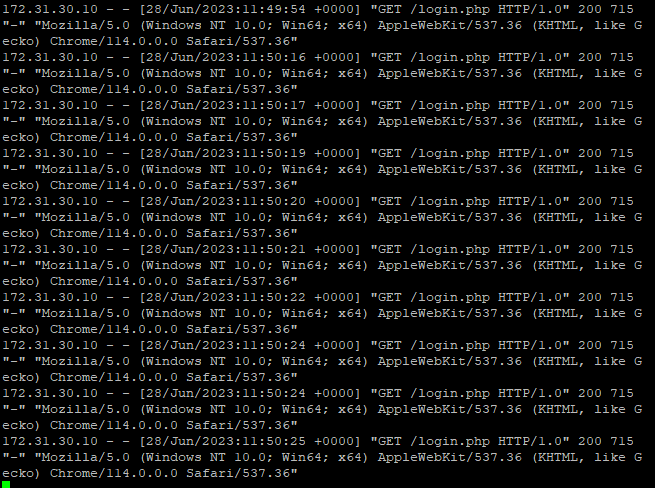 172.31.30.10 - - [28/Jun/2023:11:49:54 +0000] "GET /login.php HTTP/1.0" 200 715
"-" "Mozilla/5.0 (Windows NT 10.0; Win64; x64) AppleWebKit/537.36 (KHTML, like G
ecko) Chrome/114.0.0.0 Safari/537.36"
172.31.30.10 - - [28/Jun/2023:11:50:16 +0000] "GET /login.php HTTP/1.0" 200 715
"-" "Mozilla/5.0 (Windows NT 10.0; Win64; x64) AppleWebKit/537.36 (KHTML, like G
ecko) Chrome/114.0.0.0 Safari/537.36"
172.31.30.10 - - [28/Jun/2023:11:50:17 +0000] "GET /login.php HTTP/1.0" 200 715
"-" "Mozilla/5.0 (Windows NT 10.0; Win64; x64) AppleWebKit/537.36 (KHTML, like G
ecko) Chrome/114.0.0.0 Safari/537.36"
172.31.30.10 - - [28/Jun/2023:11:50:19 +0000] "GET /login.php HTTP/1.0" 200 715
"-" "Mozilla/5.0 (Windows NT 10.0; Win64; x64) AppleWebKit/537.36 (KHTML, like G
ecko) Chrome/114.0.0.0 Safari/537.36"
172.31.30.10 - - [28/Jun/2023:11:50:20 +0000] "GET /login.php HTTP/1.0" 200 715
"-" "Mozilla/5.0 (Windows NT 10.0; Win64; x64) AppleWebKit/537.36 (KHTML, like G
ecko) Chrome/114.0.0.0 Safari/537.36"
172.31.30.10 - - [28/Jun/2023:11:50:21 +0000] "GET /login.php HTTP/1.0" 200 715
"-" "Mozilla/5.0 (Windows NT 10.0; Win64; x64) AppleWebKit/537.36 (KHTML, like G
ecko) Chrome/114.0.0.0 Safari/537.36"
172.31.30.10 - - [28/Jun/2023:11:50:22 +0000] "GET /login.php HTTP/1.0" 200 715
"-" "Mozilla/5.0 (Windows NT 10.0; Win64; x64) AppleWebKit/537.36 (KHTML, like G
ecko) Chrome/114.0.0.0 Safari/537.36"
172.31.30.10 - - [28/Jun/2023:11:50:24 +0000] "GET /login.php HTTP/1.0" 200 715
"-" "Mozilla/5.0 (Windows NT 10.0; Win64; x64) AppleWebKit/537.36 (KHTML, like G
ecko) Chrome/114.0.0.0 Safari/537.36"
172.31.30.10 - - [28/Jun/2023:11:50:24 +0000] "GET /login.php HTTP/1.0" 200 715
"-" "Mozilla/5.0 (Windows NT 10.0; Win64; x64) AppleWebKit/537.36 (KHTML, like G
ecko) Chrome/114.0.0.0 Safari/537.36"
172.31.30.10 - - [28/Jun/2023:11:50:25 +0000] "GET /login.php HTTP/1.0" 200 715
"-" "Mozilla/5.0 (Windows NT 10.0; Win64; x64) AppleWebKit/537.36 (KHTML, like G
ecko) Chrome/114.0.0.0 Safari/537.36"